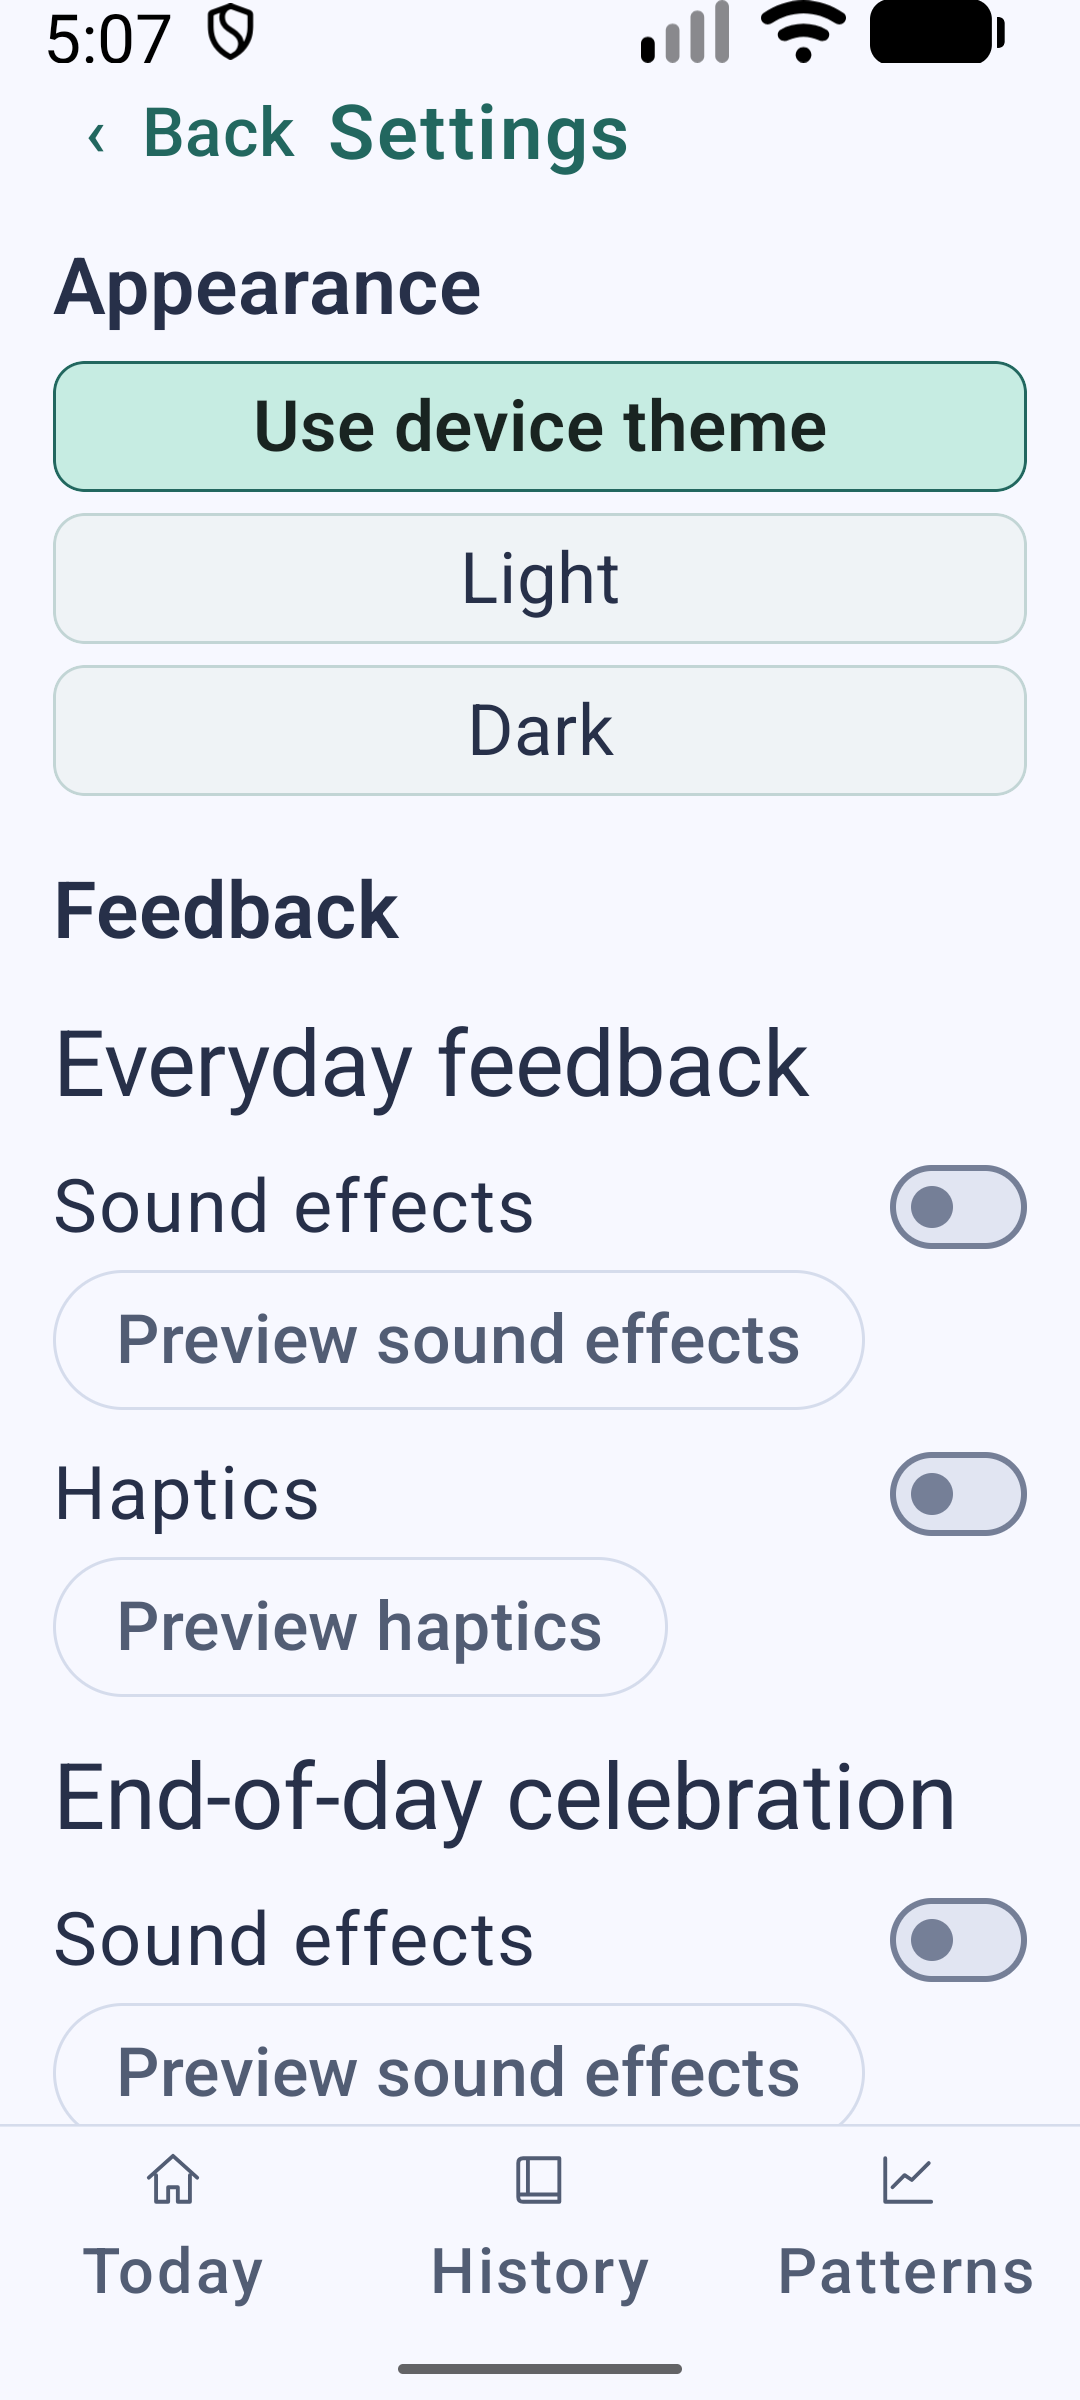 5:07
‹ Back Settings
Appearance
Use device theme
Light
Dark
Feedback
Everyday feedback
Sound effects
Preview sound effects
Haptics
Preview haptics
End-of-day celebration
Sound effects
Preview sound effects
Today History Patterns